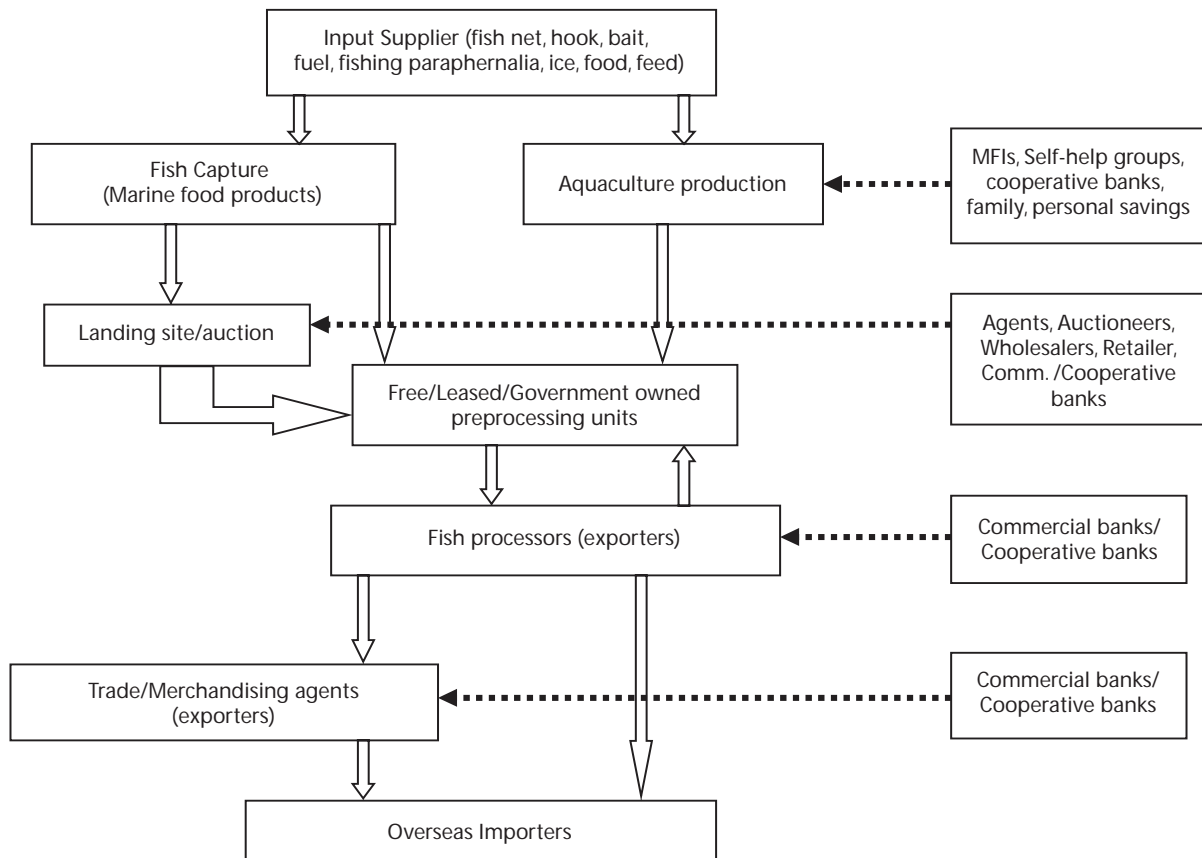 Input Supplier (fish net, hook, bait,
fuel, fishing paraphernalia, ice, food, feed)
Fish Capture
(Marine food products)
Aquaculture production
MFIs, Self-help groups,
cooperative banks,
family, personal savings
Landing site/auction
Agents, Auctioneers,
Wholesalers, Retailer,
Comm. /Cooperative
banks
Free/Leased/Government owned
preprocessing units
Fish processors (exporters)
Commercial banks/
Cooperative banks
Trade/Merchandising agents
(exporters)
Commercial banks/
Cooperative banks
Overseas Importers